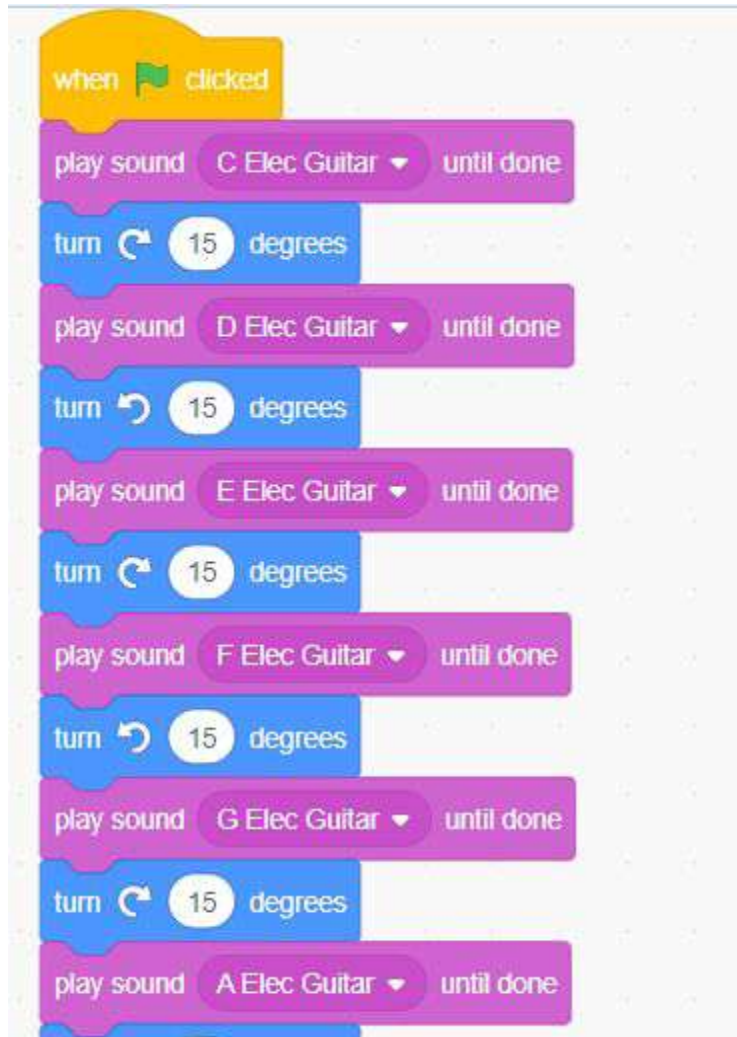 when clicked
play sound C Elec Guitar until done
turn 15 degrees
play sound D Elec Guitar until done
turn 15 degrees
play sound E Elec Guitar until done
turn 15 degrees
play sound F Elec Guitar until done
turn 15 degrees
play sound G Elec Guitar until done
turn 15 degrees
play sound A Elec Guitar until done